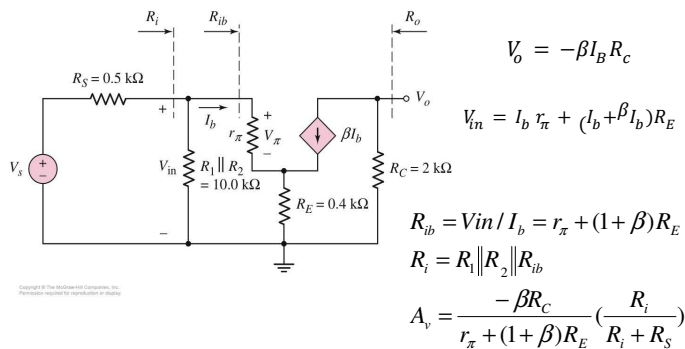 R_i
R_ib
R_o
R_S = 0.5 kΩ
V_o
+
I_b
r_π
+
V_π
−
βI_b
V_s
+
−
V_in
R_1 || R_2
= 10.0 kΩ
R_C = 2 kΩ
R_E = 0.4 kΩ
−
Copyright © The McGraw-Hill Companies, Inc.
Permission required for reproduction or display.
V_o = −βI_B R_c
V_in = I_b r_π + (I_b+βI_b)R_E
R_ib = Vin / I_b = r_π + (1 + β)R_E
R_i = R_1||R_2||R_ib
A_v = −βR_C / r_π + (1 + β)R_E (R_i / R_i + R_S)